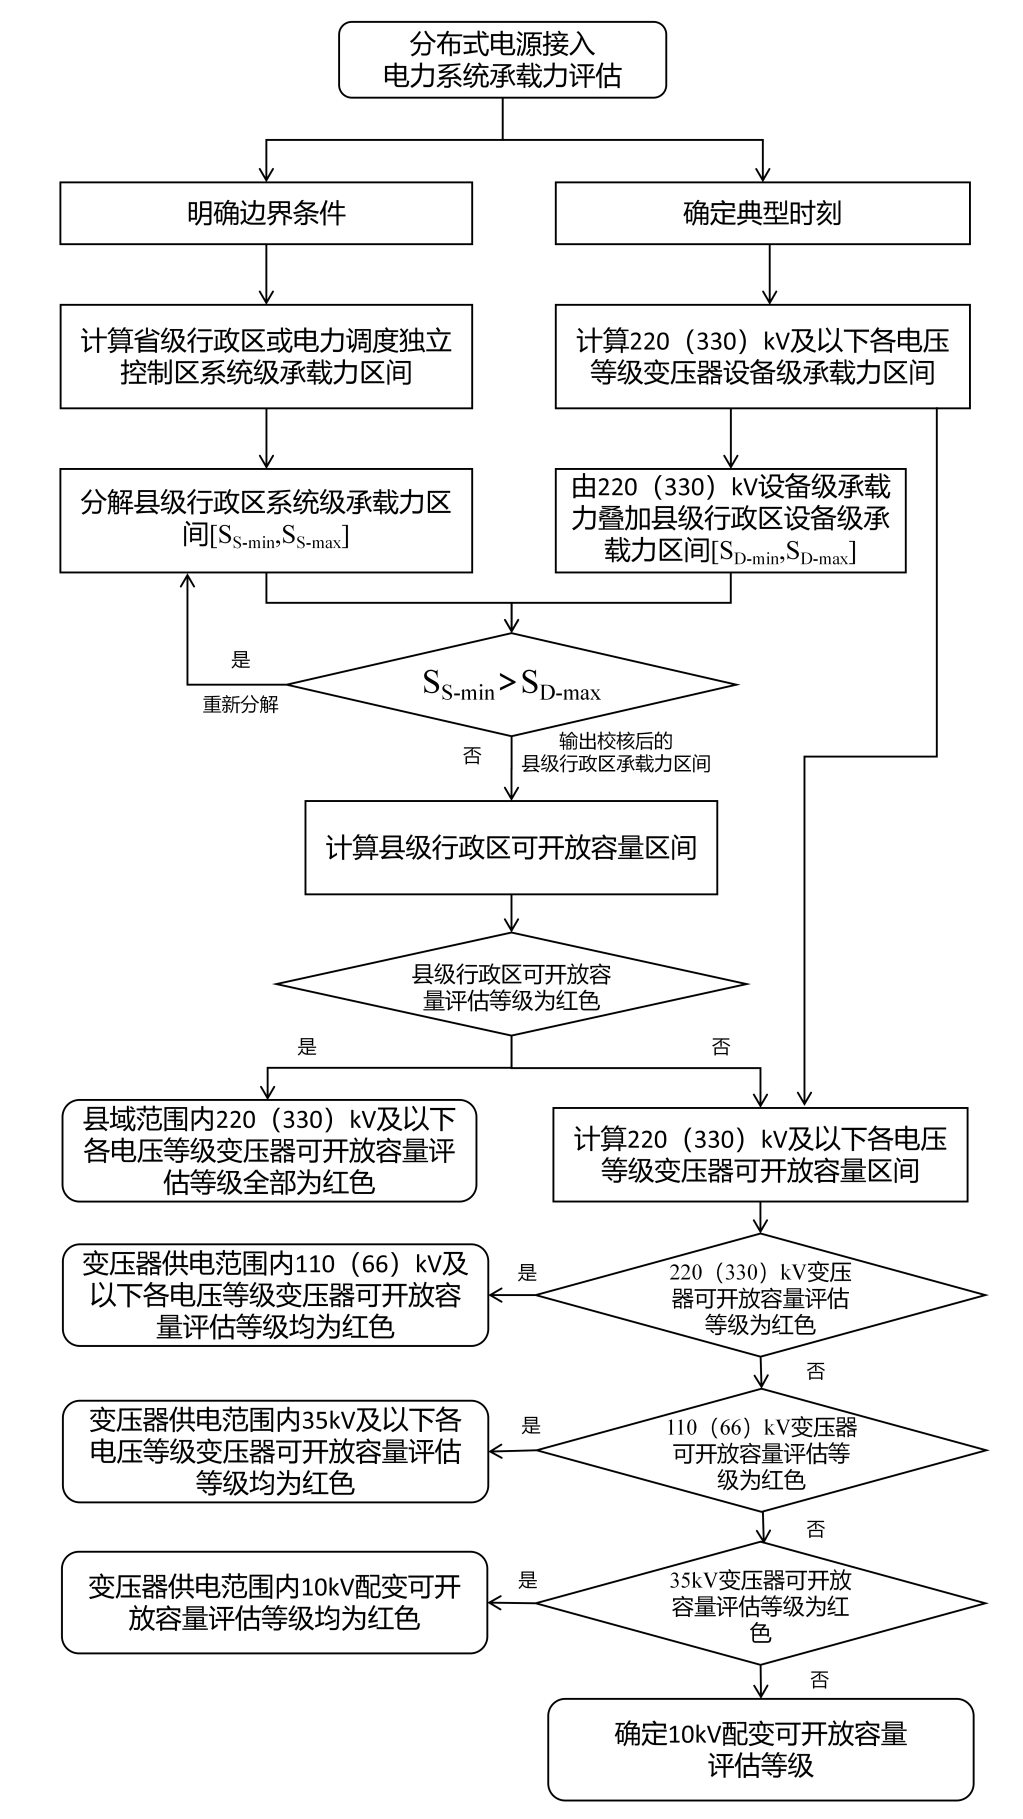 分布式电源接入
电力系统承载力评估
明确边界条件
确定典型时刻
计算省级行政区或电力调度独立
控制区系统级承载力区间
计算220（330）kV及以下各电压
等级变压器设备级承载力区间
分解县级行政区系统级承载力区
间[SS-min,SS-max]
由220（330）kV设备级承载
力叠加县级行政区设备级承
载力区间[SD-min,SD-max]
是
重新分解
SS-min>SD-max
否
输出校核后的
县级行政区承载力区间
计算县级行政区可开放容量区间
县级行政区可开放容
量评估等级为红色
是
否
县域范围内220（330）kV及以下
各电压等级变压器可开放容量评
估等级全部为红色
计算220（330）kV及以下各电压
等级变压器可开放容量区间
变压器供电范围内110（66）kV及
以下各电压等级变压器可开放容
量评估等级均为红色
是
220（330）kV变压
器可开放容量评估
等级为红色
否
变压器供电范围内35kV及以下各
电压等级变压器可开放容量评估
等级均为红色
是
110（66）kV变压器
可开放容量评估等
级为红色
否
变压器供电范围内10kV配变可开
放容量评估等级均为红色
是
35kV变压器可开放
容量评估等级为红
色
否
确定10kV配变可开放容量
评估等级